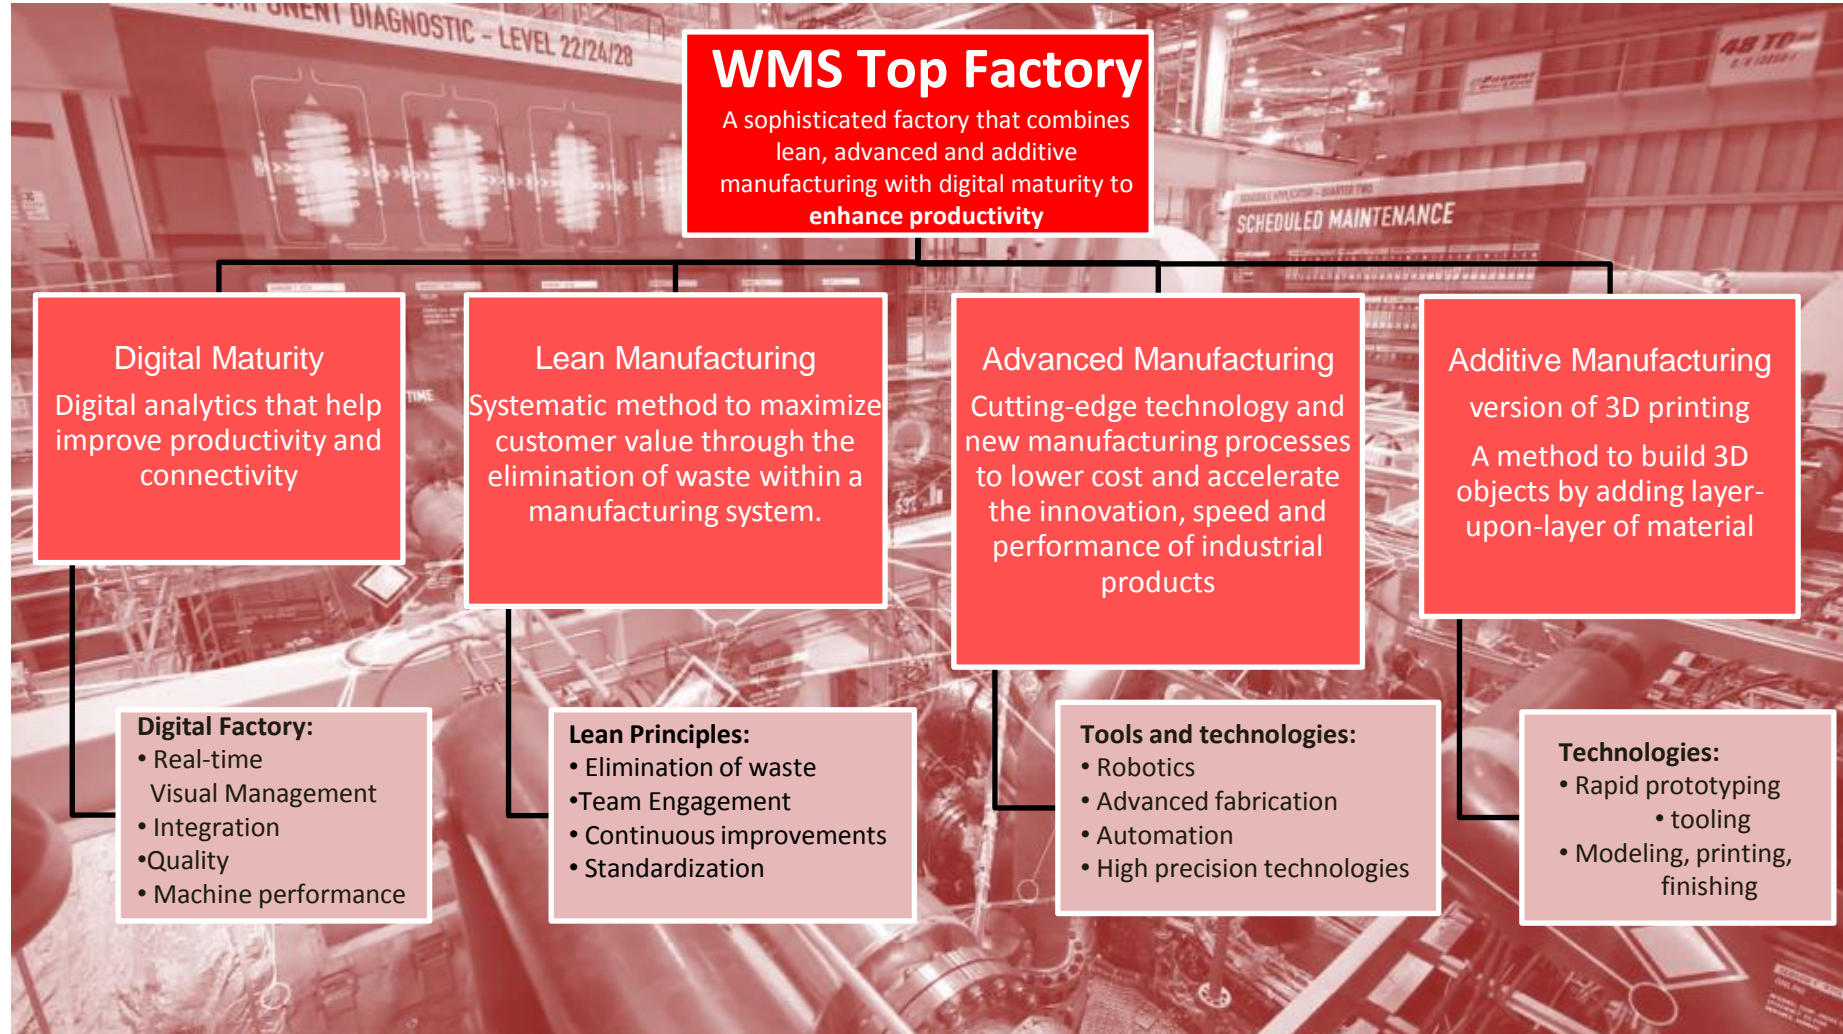 COMPONENT DIAGNOSTIC – LEVEL 22/24/28
WMS Top Factory
A sophisticated factory that combines
lean, advanced and additive
manufacturing with digital maturity to
enhance productivity
SCHEDULED MAINTENANCE
Digital Maturity
Digital analytics that help
improve productivity and
connectivity
Lean Manufacturing
Systematic method to maximize
customer value through the
elimination of waste within a
manufacturing system.
Advanced Manufacturing
Cutting-edge technology and
new manufacturing processes
to lower cost and accelerate
the innovation, speed and
performance of industrial
products
Additive Manufacturing
version of 3D printing
A method to build 3D
objects by adding layer-
upon-layer of material
TIME
Digital Factory:
• Real-time
Visual Management
• Integration
•Quality
• Machine performance
Lean Principles:
• Elimination of waste
•Team Engagement
• Continuous improvements
• Standardization
Tools and technologies:
• Robotics
• Advanced fabrication
• Automation
• High precision technologies
Technologies:
• Rapid prototyping
• tooling
• Modeling, printing,
finishing